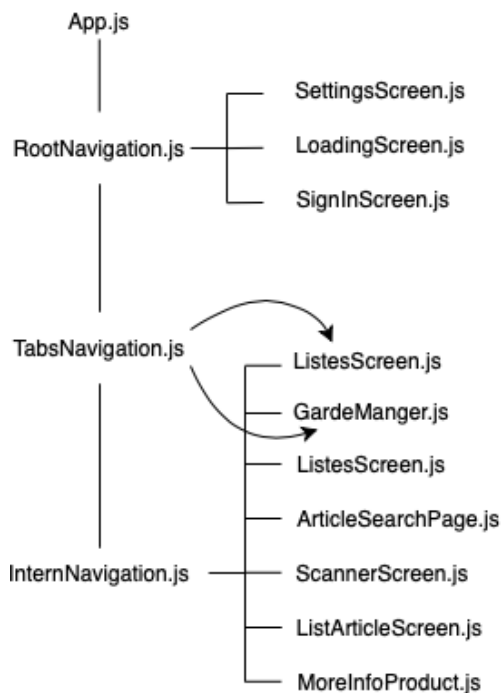 App.js
SettingsScreen.js
RootNavigation.js
LoadingScreen.js
SignInScreen.js
TabsNavigation.js
ListesScreen.js
GardeManger.js
ListesScreen.js
ArticleSearchPage.js
InternNavigation.js
ScannerScreen.js
ListArticleScreen.js
MoreInfoProduct.js